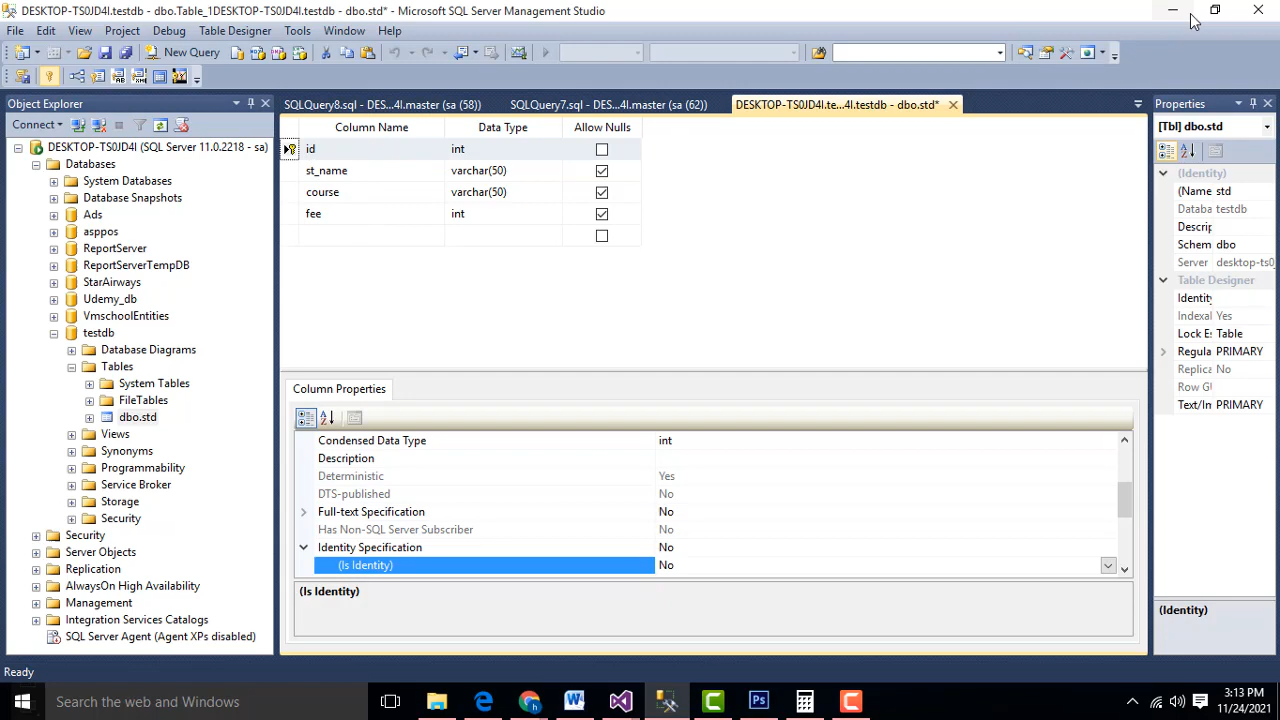 DESKTOP-TS0JD4I.testdb - dbo.Table_1DESKTOP-TS0JD4I.testdb - dbo.std* - Microsoft SQL Server Management Studio
File Edit View Project Debug Table Designer Tools Window Help
New Query
Object Explorer
SQLQuery8.sql - DES...4I.master (sa (58))
SQLQuery7.sql - DES...4I.master (sa (62))
DESKTOP-TS0JD4I.te...4I.testdb - dbo.std*
Properties
Connect
[Tbl] dbo.std
Column Name Data Type Allow Nulls
DESKTOP-TS0JD4I (SQL Server 11.0.2218 - sa)
Databases
System Databases
Database Snapshots
Ads
asppos
ReportServer
ReportServerTempDB
StarAirways
Udemy_db
VmschoolEntities
testdb
Database Diagrams
Tables
System Tables
FileTables
dbo.std
Views
Synonyms
Programmability
Service Broker
Storage
Security
Security
Server Objects
Replication
AlwaysOn High Availability
Management
Integration Services Catalogs
SQL Server Agent (Agent XPs disabled)
id int
st_name varchar(50)
course varchar(50)
fee int
Column Properties
Condensed Data Type int
Description
Deterministic Yes
DTS-published No
Full-text Specification No
Has Non-SQL Server Subscriber No
Identity Specification No
(Is Identity) No
(Is Identity)
(Identity)
(Name std
Databa testdb
Descrip
Schem dbo
Server desktop-ts0
Table Designer
Identity
Indexal Yes
Lock Es Table
Regula PRIMARY
Replica No
Row GU
Text/Im PRIMARY
(Identity)
Ready
Search the web and Windows
3:13 PM
11/24/2021